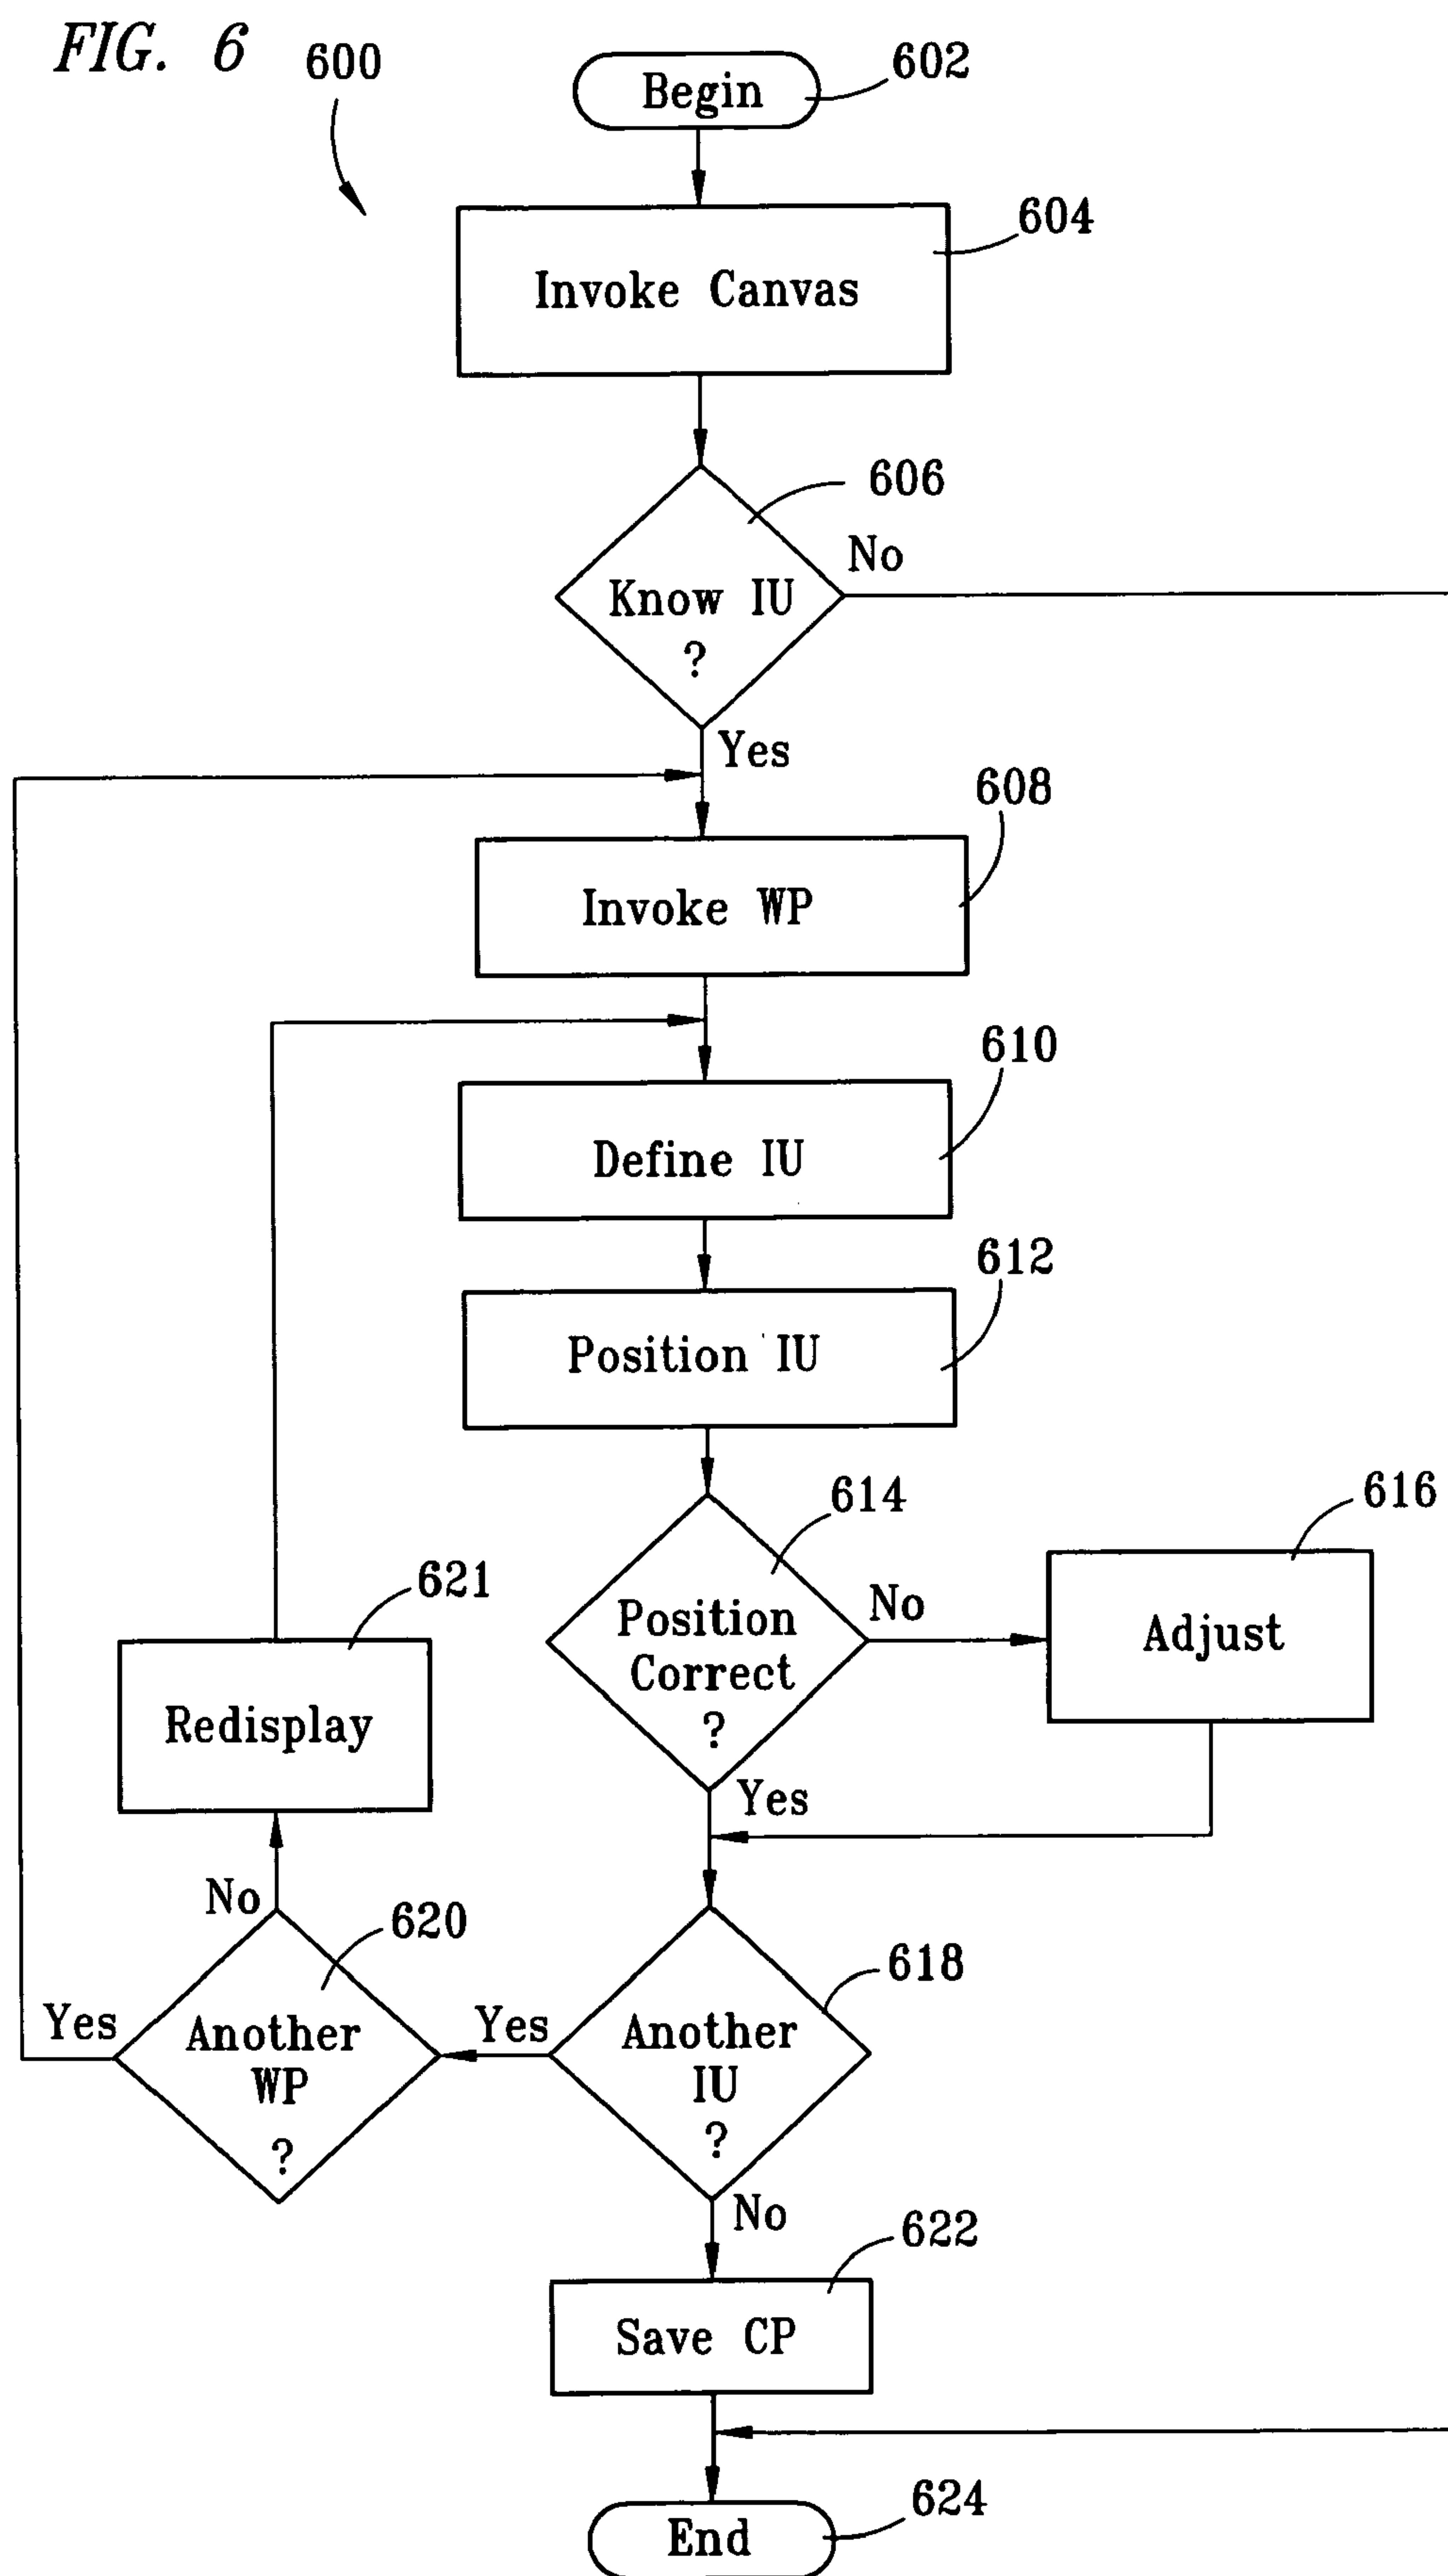 FIG. 6
600
Begin
602
Invoke Canvas
604
606
Know IU
?
No
Yes
608
Invoke WP
610
Define IU
612
Position IU
614
Position
Correct
?
No
616
Adjust
Yes
621
Redisplay
No
620
Another
WP
?
Yes
Yes
618
Another
IU
?
No
622
Save CP
624
End